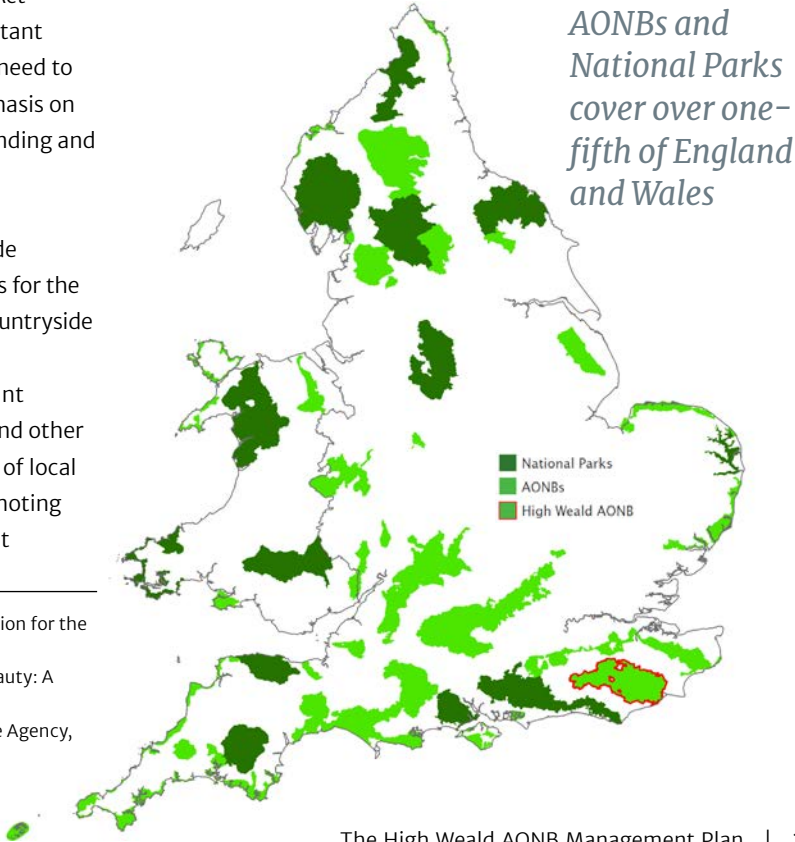 tant
need to
hasis on
nding and
de
s for the
untryside
nt
nd other
of local
moting
t
ion for the
auty: A
e Agency,
AONBs and
National Parks
cover over one-
fifth of England
and Wales
National Parks
AONBs
High Weald AONB
The High Weald AONB Management Plan |